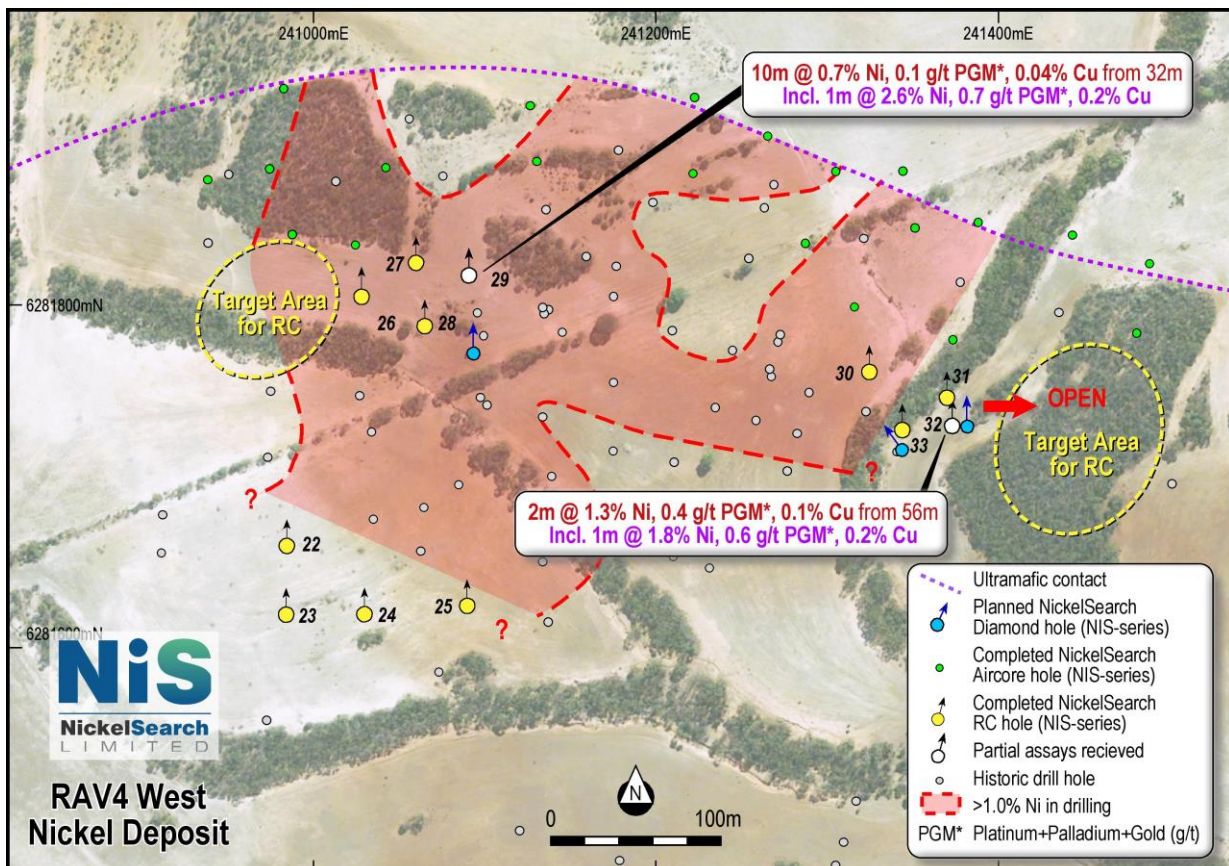 241000mE
241200mE
241400mE
10m @ 0.7% Ni, 0.1 g/t PGM*, 0.04% Cu from 32m
Incl. 1m @ 2.6% Ni, 0.7 g/t PGM*, 0.2% Cu
27
29
6281800mN
Target Area
for RC
26
28
30
31
OPEN
32
33
Target Area
for RC
?
?
2m @ 1.3% Ni, 0.4 g/t PGM*, 0.1% Cu from 56m
Incl. 1m @ 1.8% Ni, 0.6 g/t PGM*, 0.2% Cu
22
23
24
25
?
6281600mN
NiS
NickelSearch
LIMITED
RAV4 West
Nickel Deposit
N
0
100m
Ultramafic contact
Planned NickelSearch
Diamond hole (NIS-series)
Completed NickelSearch
Aircore hole (NIS-series)
Completed NickelSearch
RC hole (NIS-series)
Partial assays recieved
Historic drill hole
>1.0% Ni in drilling
PGM* Platinum+Palladium+Gold (g/t)